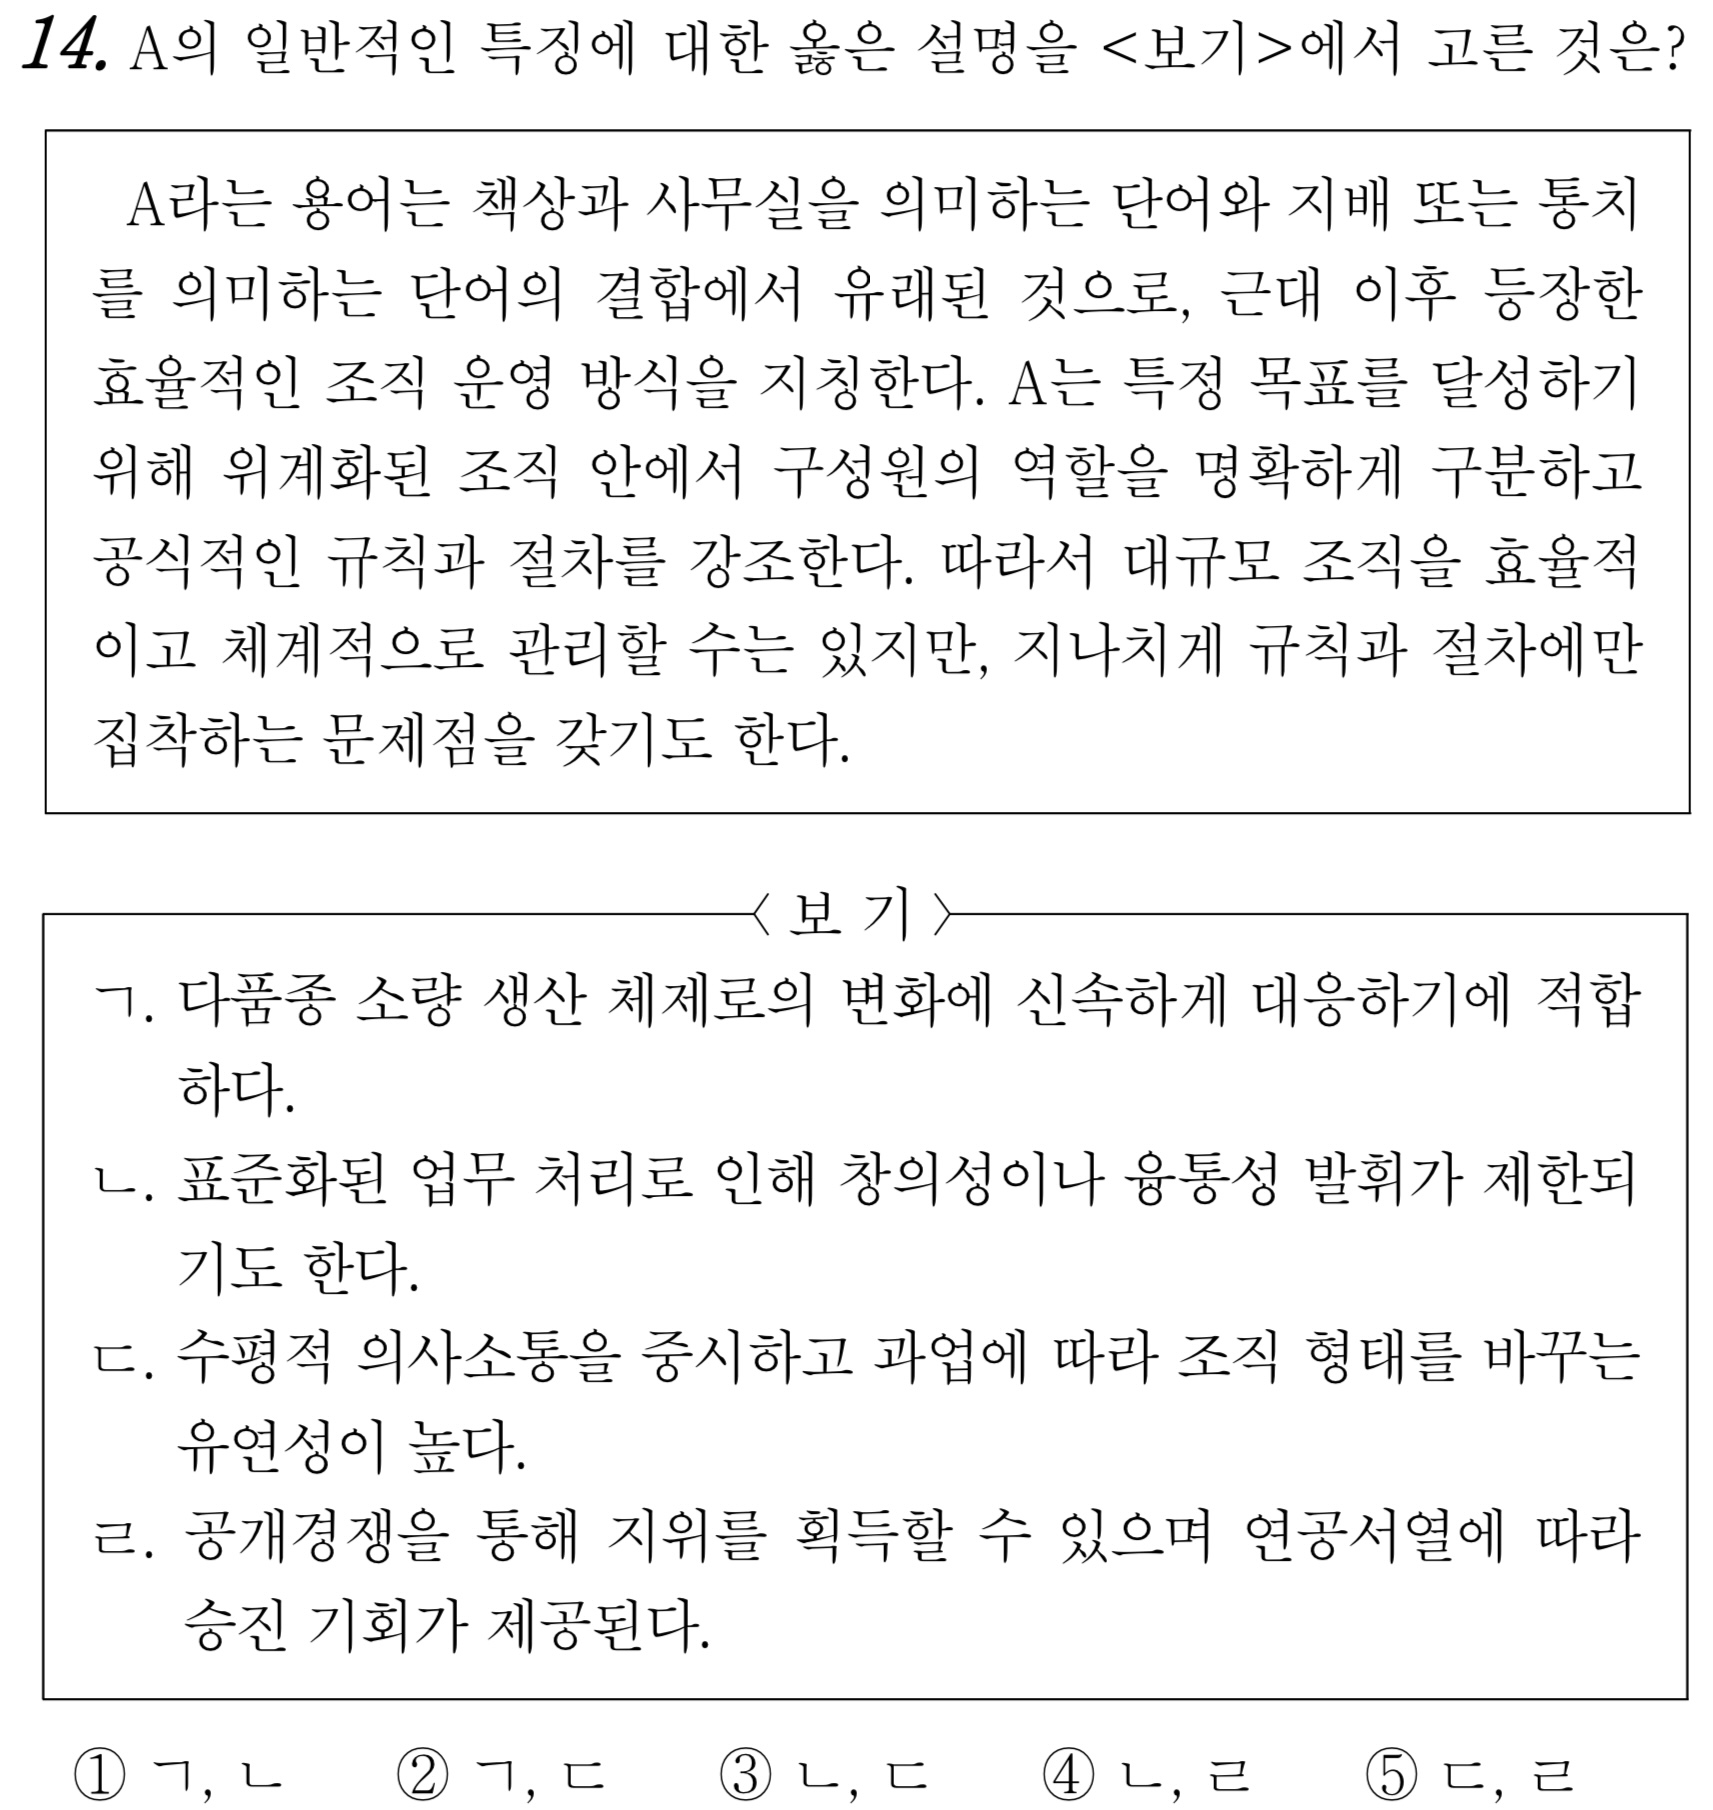 14. A의 일반적인 특징에 대한 옳은 설명을 <보기>에서 고른 것은?
A라는 용어는 책상과 사무실을 의미하는 단어와 지배 또는 통치
를 의미하는 단어의 결합에서 유래된 것으로, 근대 이후 등장한
효율적인 조직 운영 방식을 지칭한다. A는 특정 목표를 달성하기
위해 위계화된 조직 안에서 구성원의 역할을 명확하게 구분하고
공식적인 규칙과 절차를 강조한다. 따라서 대규모 조직을 효율적
이고 체계적으로 관리할 수는 있지만, 지나치게 규칙과 절차에만
집착하는 문제점을 갖기도 한다.
〈 보 기 〉
ㄱ. 다품종 소량 생산 체제로의 변화에 신속하게 대응하기에 적합
하다.
ㄴ. 표준화된 업무 처리로 인해 창의성이나 융통성 발휘가 제한되
기도 한다.
ㄷ. 수평적 의사소통을 중시하고 과업에 따라 조직 형태를 바꾸는
유연성이 높다.
ㄹ. 공개경쟁을 통해 지위를 획득할 수 있으며 연공서열에 따라
승진 기회가 제공된다.
① ㄱ, ㄴ ② ㄱ, ㄷ ③ ㄴ, ㄷ ④ ㄴ, ㄹ ⑤ ㄷ, ㄹ